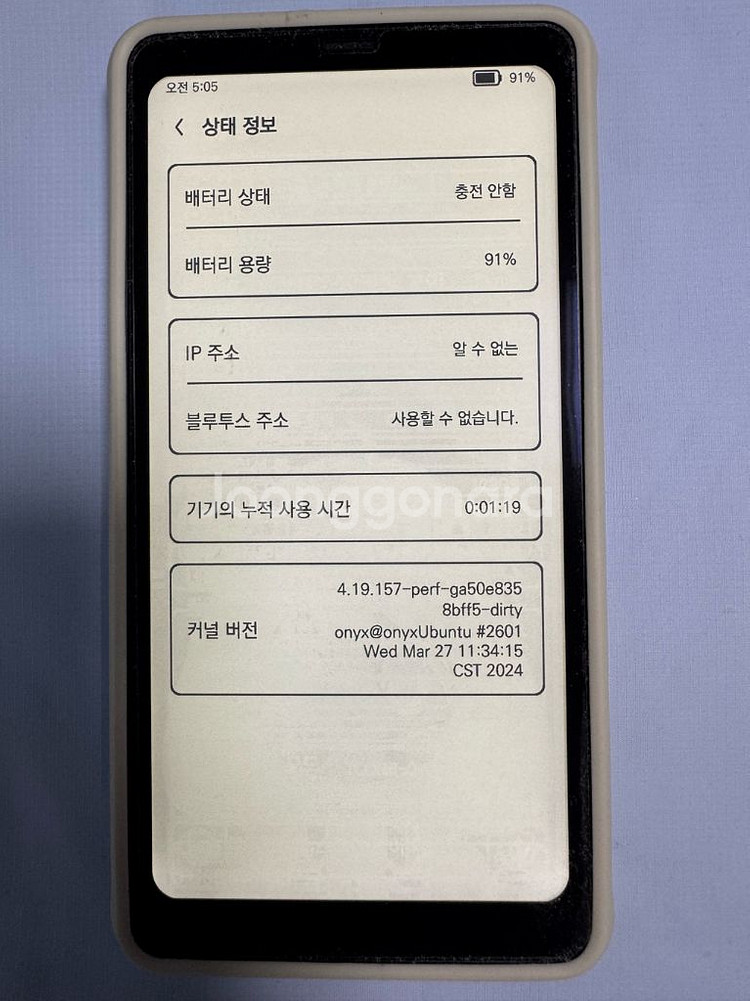 오전 5:05 91%
상태 정보
배터리 상태 충전 안함
배터리 용량 91%
IP 주소 알 수 없는
블루투스 주소 사용할 수 없습니다.
joonggonara
기기의 누적 사용 시간 0:01:19
커널 버전
4.19.157-perf-ga50e835
8bff5-dirty
onyx@onyxUbuntu #2601
Wed Mar 27 11:34:15
CST 2024